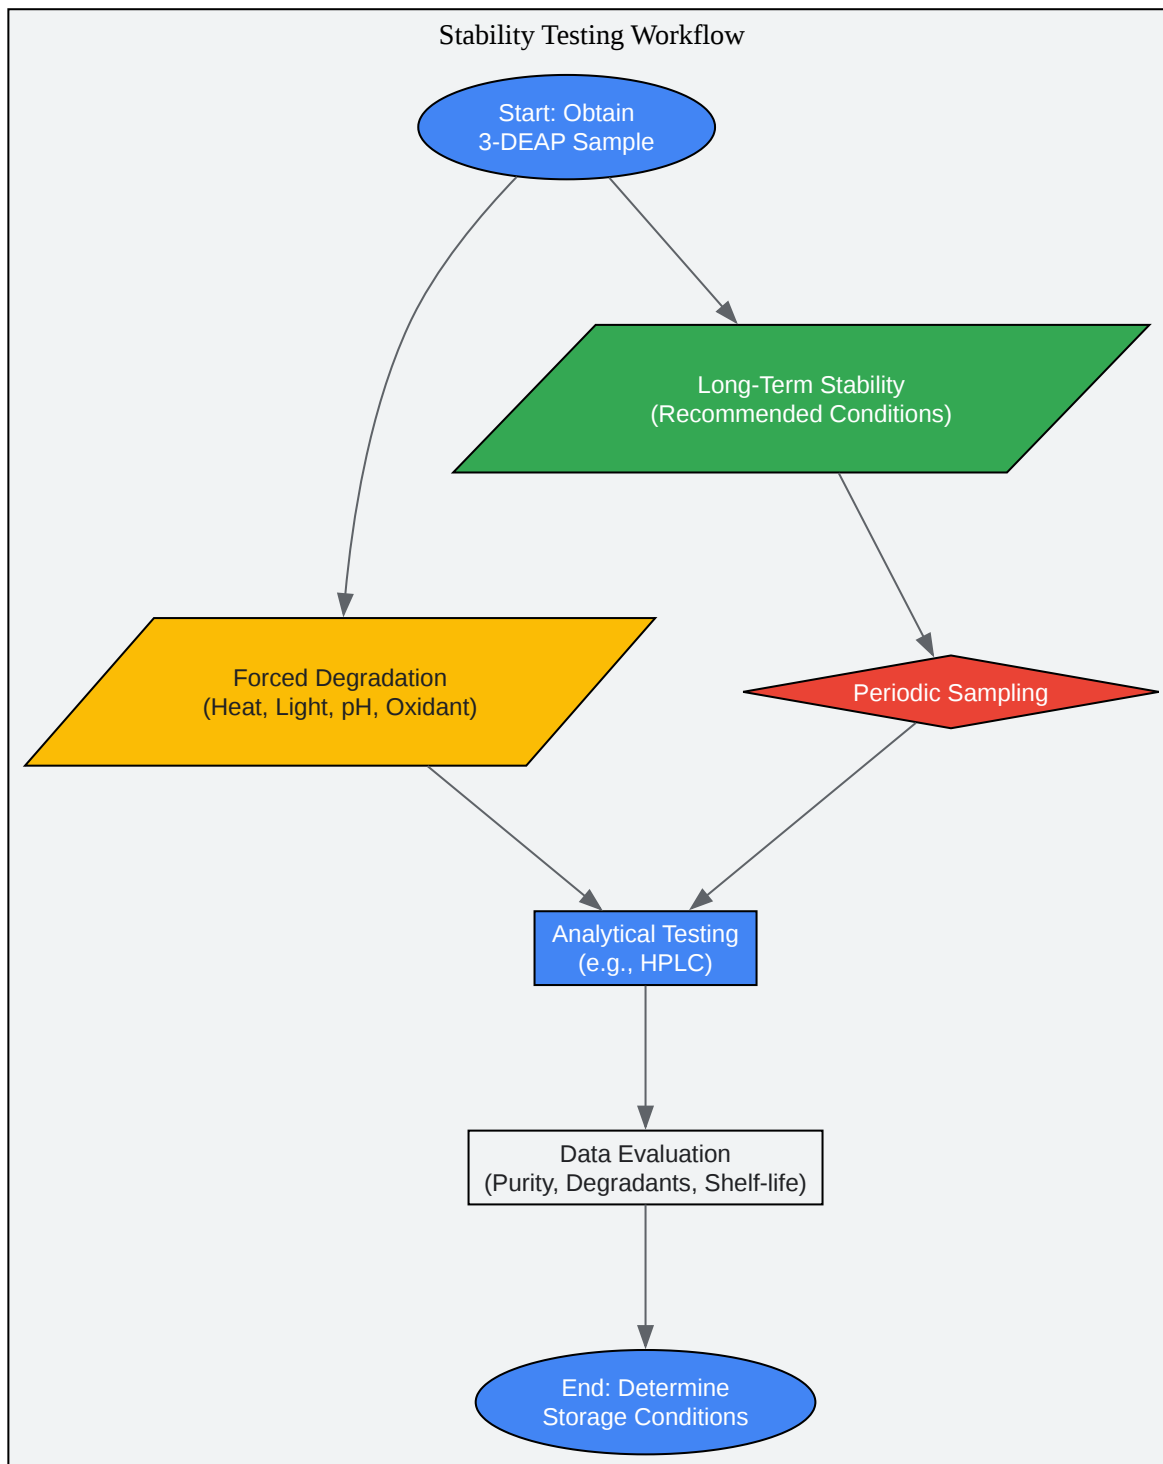 Stability Testing Workflow
Start: Obtain
3-DEAP Sample
Long-Term Stability
(Recommended Conditions)
Forced Degradation
(Heat, Light, pH, Oxidant)
Periodic Sampling
Analytical Testing
(e.g., HPLC)
Data Evaluation
(Purity, Degradants, Shelf-life)
End: Determine
Storage Conditions